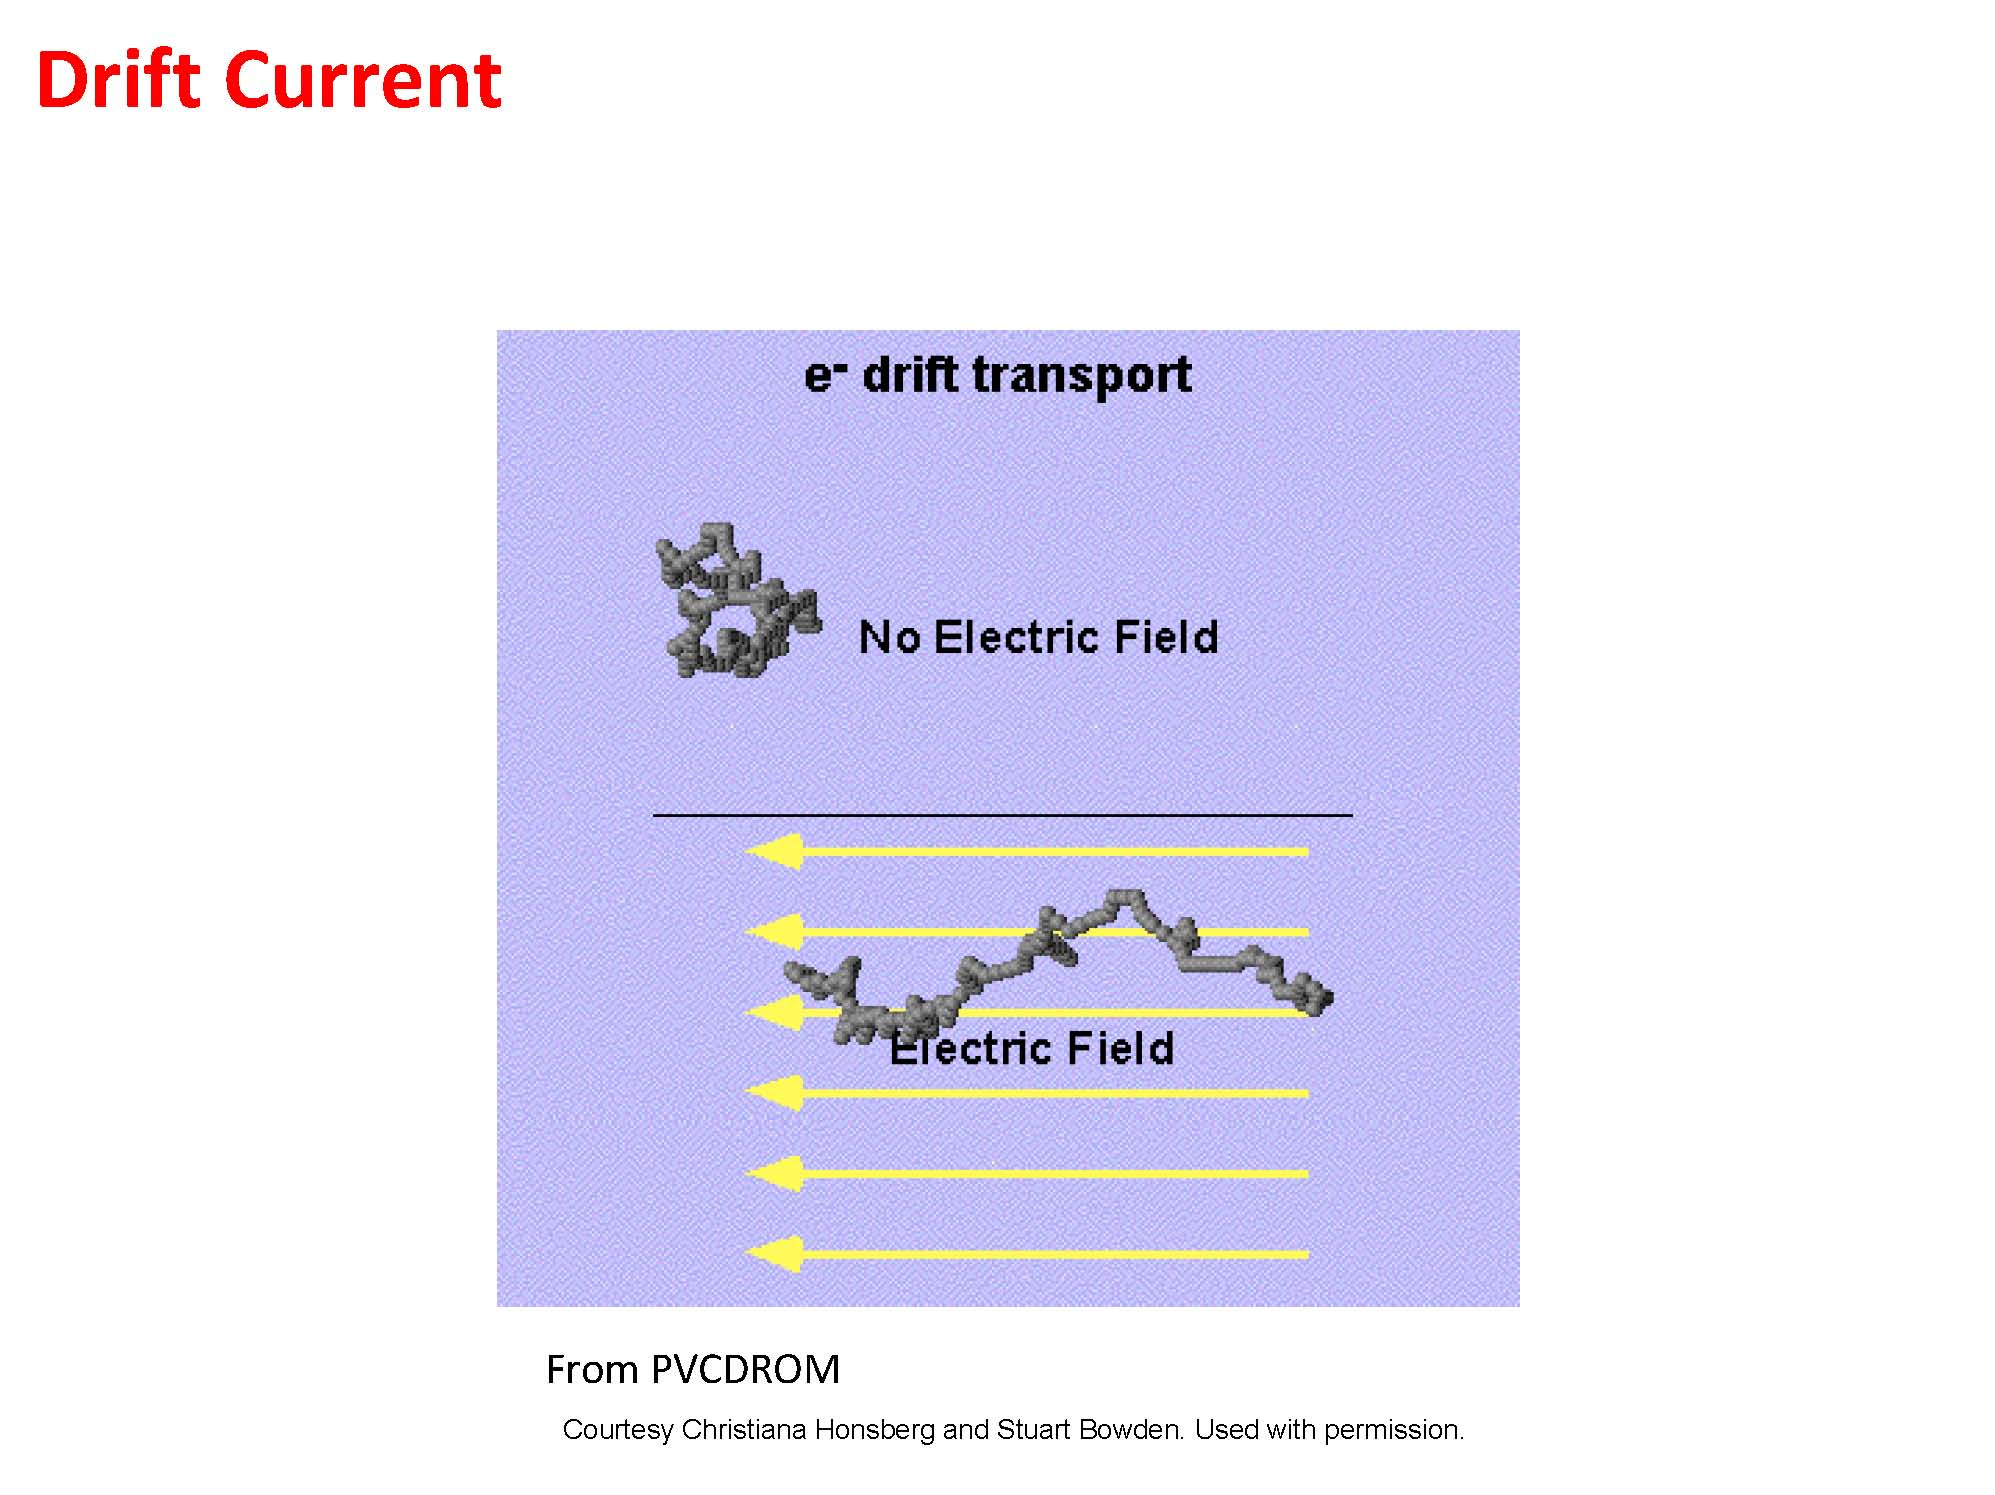 Drift Current
e- drift transport
No Electric Field
Electric Field
From PVCDROM
Courtesy Christiana Honsberg and Stuart Bowden. Used with permission.